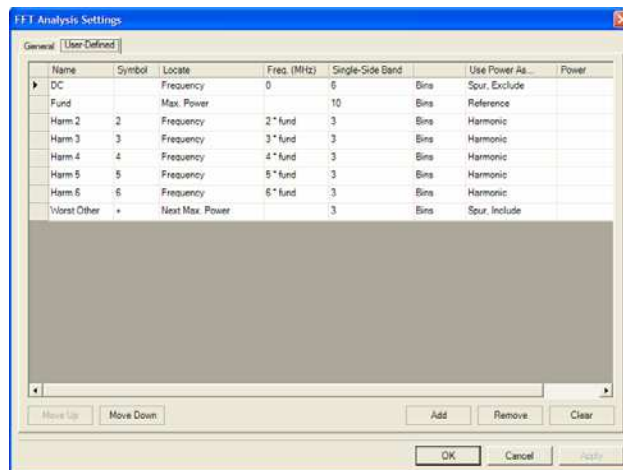 FFT Analysis Settings
General User-Defined
Name Symbol Locate Freq. (MHz) Single-Side Band Use Power As... Power
DC Frequency 0 6 Bins Spur, Exclude
Fund Max. Power 10 Bins Reference
Harm 2 2 Frequency 2 * fund 3 Bins Harmonic
Harm 3 3 Frequency 3 * fund 3 Bins Harmonic
Harm 4 4 Frequency 4 * fund 3 Bins Harmonic
Harm 5 5 Frequency 5 * fund 3 Bins Harmonic
Harm 6 6 Frequency 6 * fund 3 Bins Harmonic
Worst Other + Next Max. Power 3 Bins Spur, Include
Move Up Move Down Add Remove Clear
OK Cancel Apply